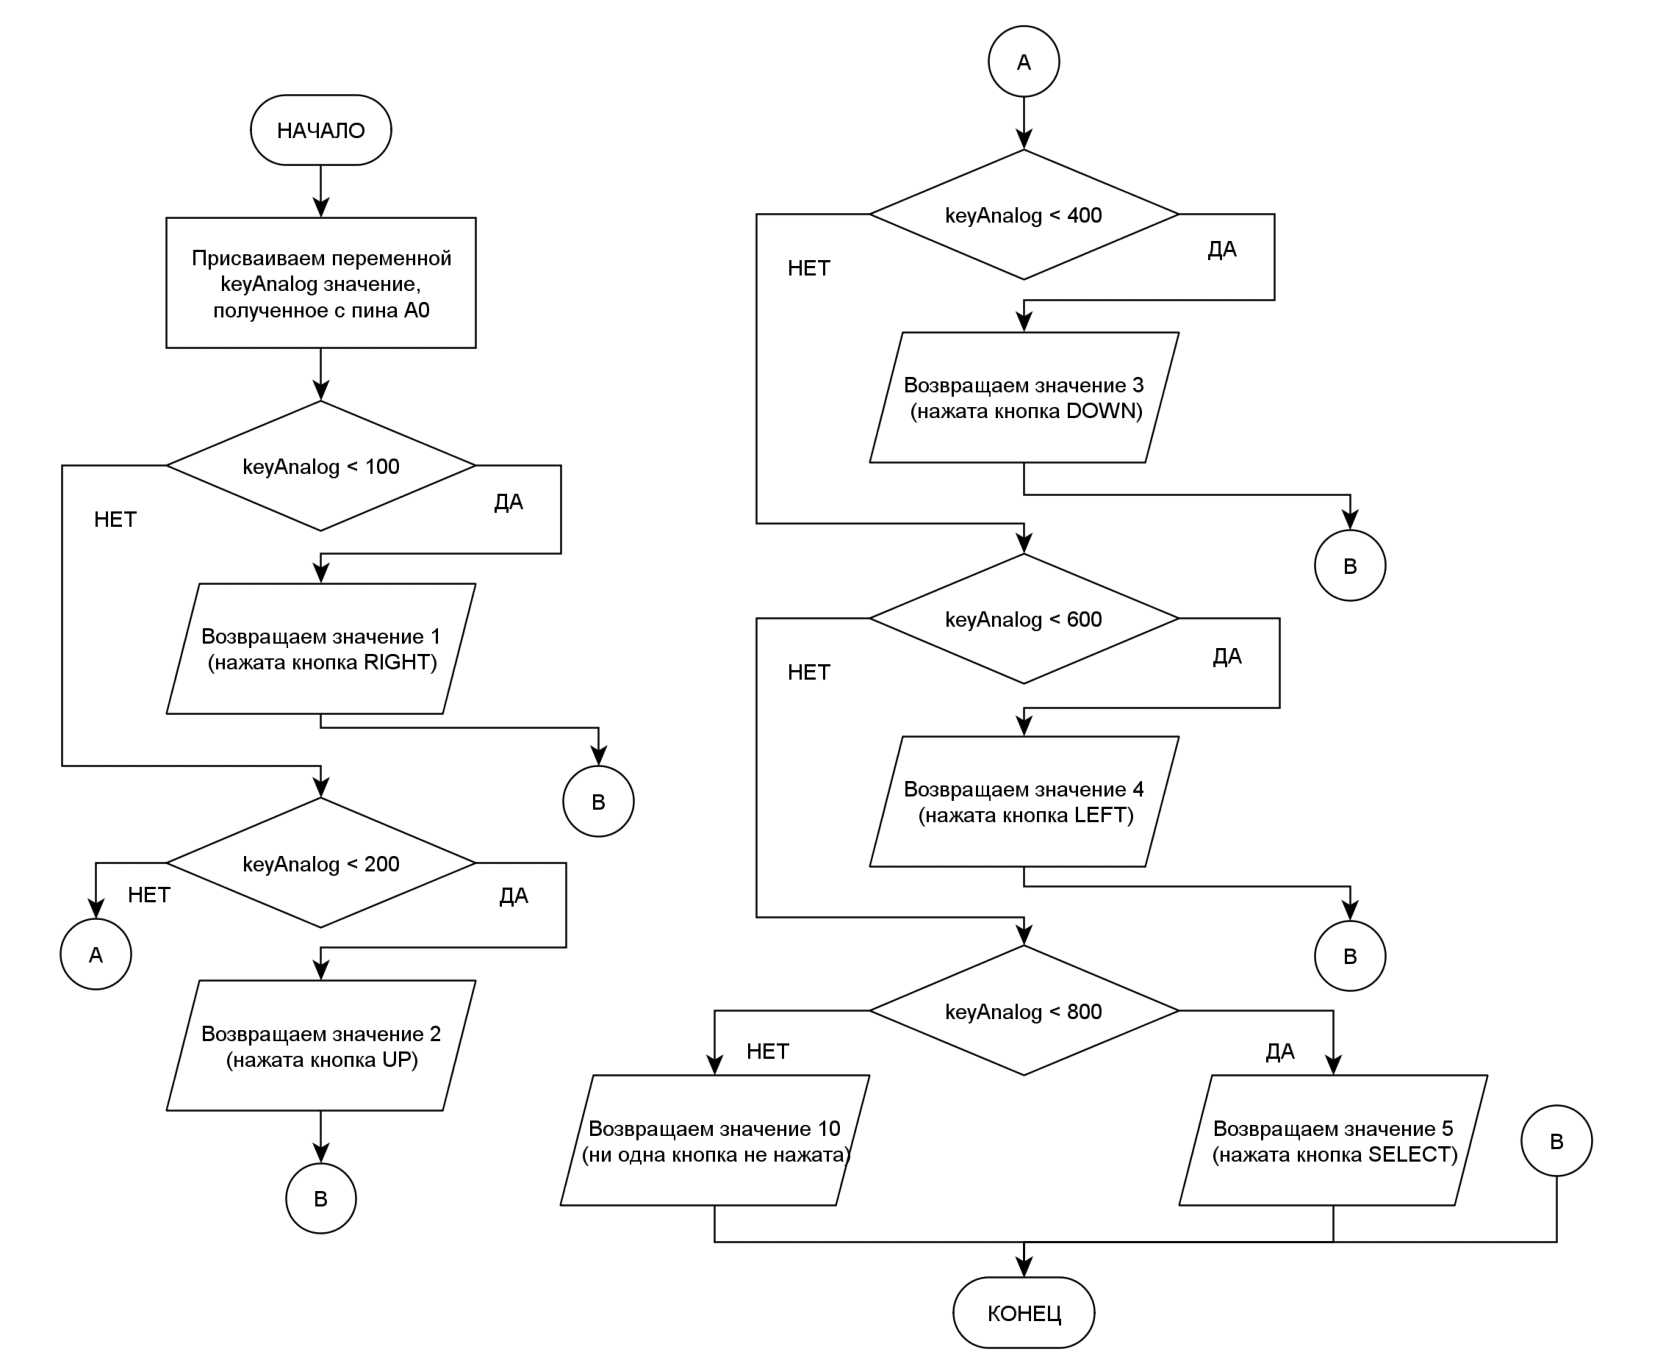 НАЧАЛО
Присваиваем переменной
keyAnalog значение,
полученное с пина A0
keyAnalog < 100
НЕТ
ДА
Возвращаем значение 1
(нажата кнопка RIGHT)
B
keyAnalog < 200
НЕТ
ДА
A
Возвращаем значение 2
(нажата кнопка UP)
B
A
keyAnalog < 400
НЕТ
ДА
Возвращаем значение 3
(нажата кнопка DOWN)
B
keyAnalog < 600
НЕТ
ДА
Возвращаем значение 4
(нажата кнопка LEFT)
B
keyAnalog < 800
НЕТ
ДА
Возвращаем значение 10
(ни одна кнопка не нажата)
Возвращаем значение 5
(нажата кнопка SELECT)
B
КОНЕЦ